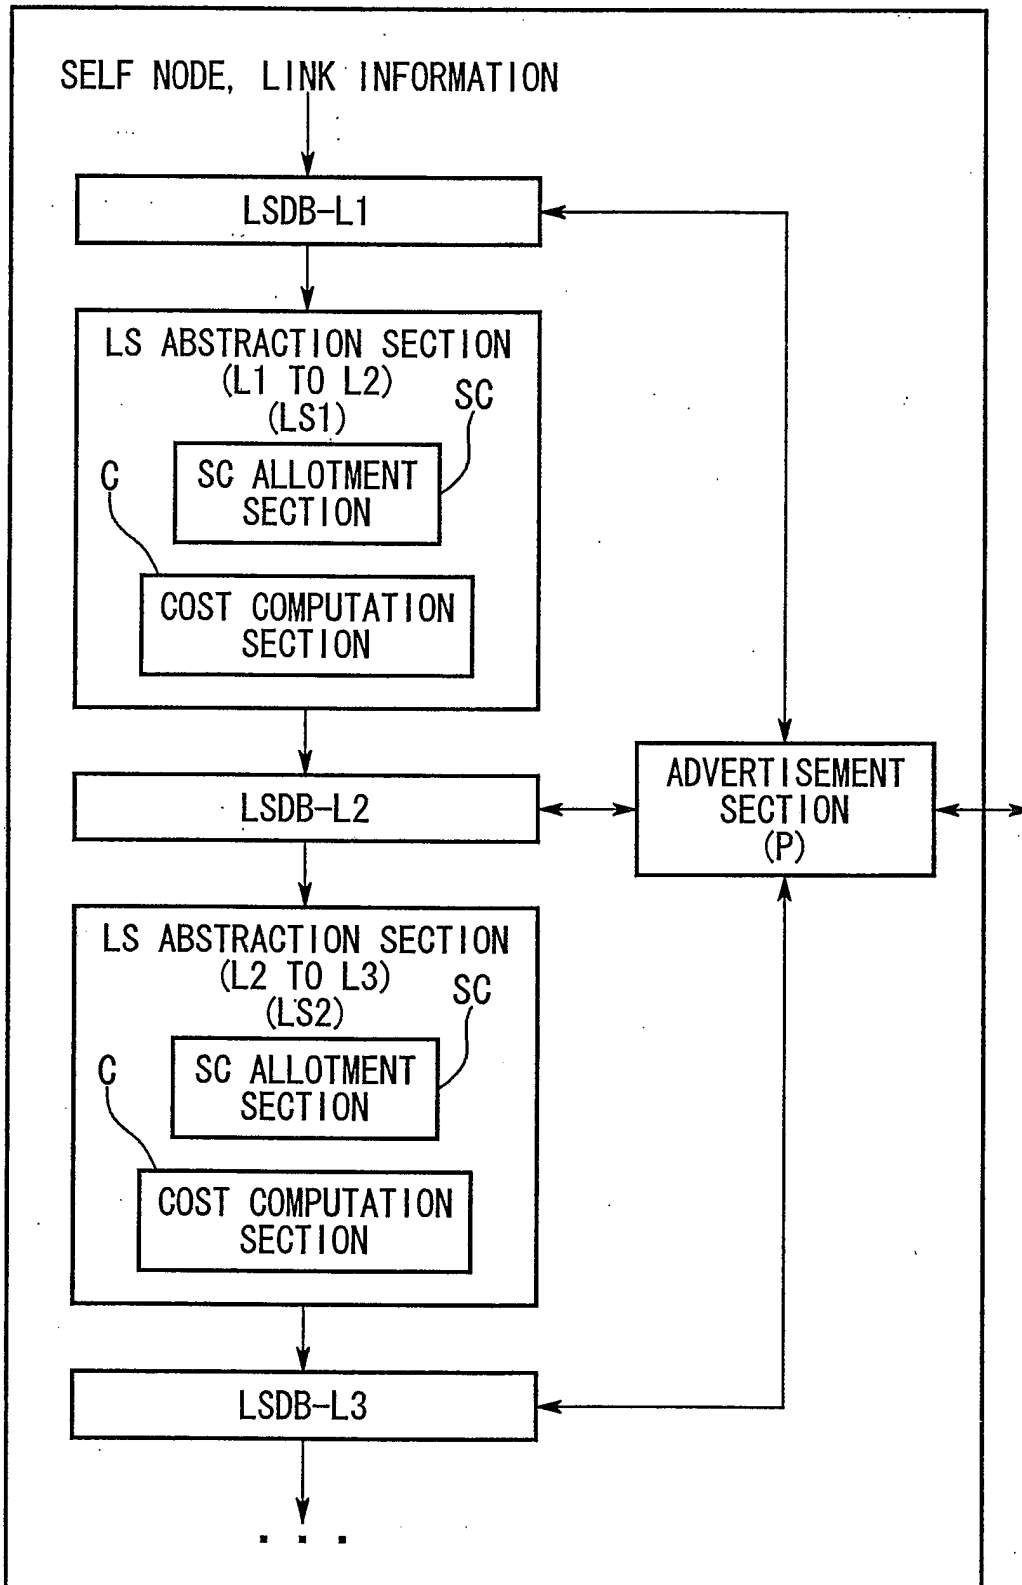 SELF NODE, LINK INFORMATION
LSDB-L1
LS ABSTRACTION SECTION
(L1 TO L2)
(LS1)
SC
SC ALLOTMENT
SECTION
C
COST COMPUTATION
SECTION
LSDB-L2
ADVERTISEMENT
SECTION
(P)
LS ABSTRACTION SECTION
(L2 TO L3)
(LS2)
SC
SC ALLOTMENT
SECTION
C
COST COMPUTATION
SECTION
LSDB-L3
. . .